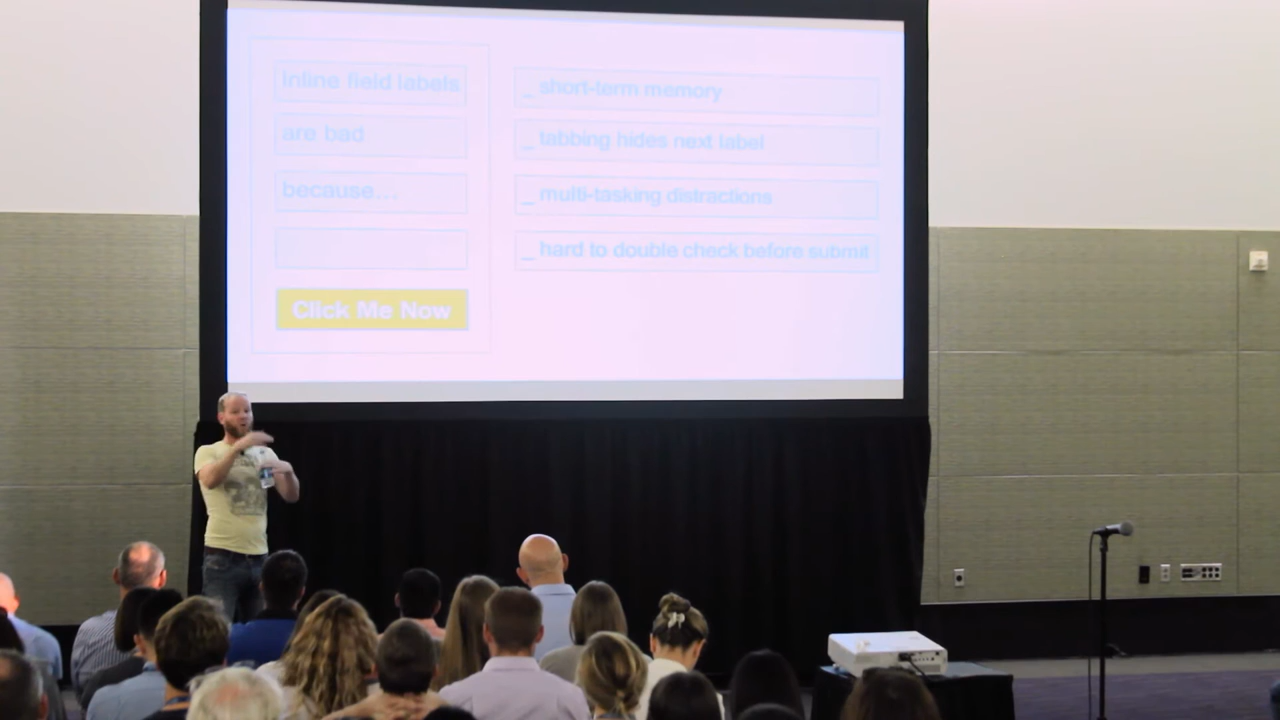 Inline field labels
are bad
because...
Click Me Now
_ short-term memory
_ tabbing hides next label
_ multi-tasking distractions
_ hard to double check before submit